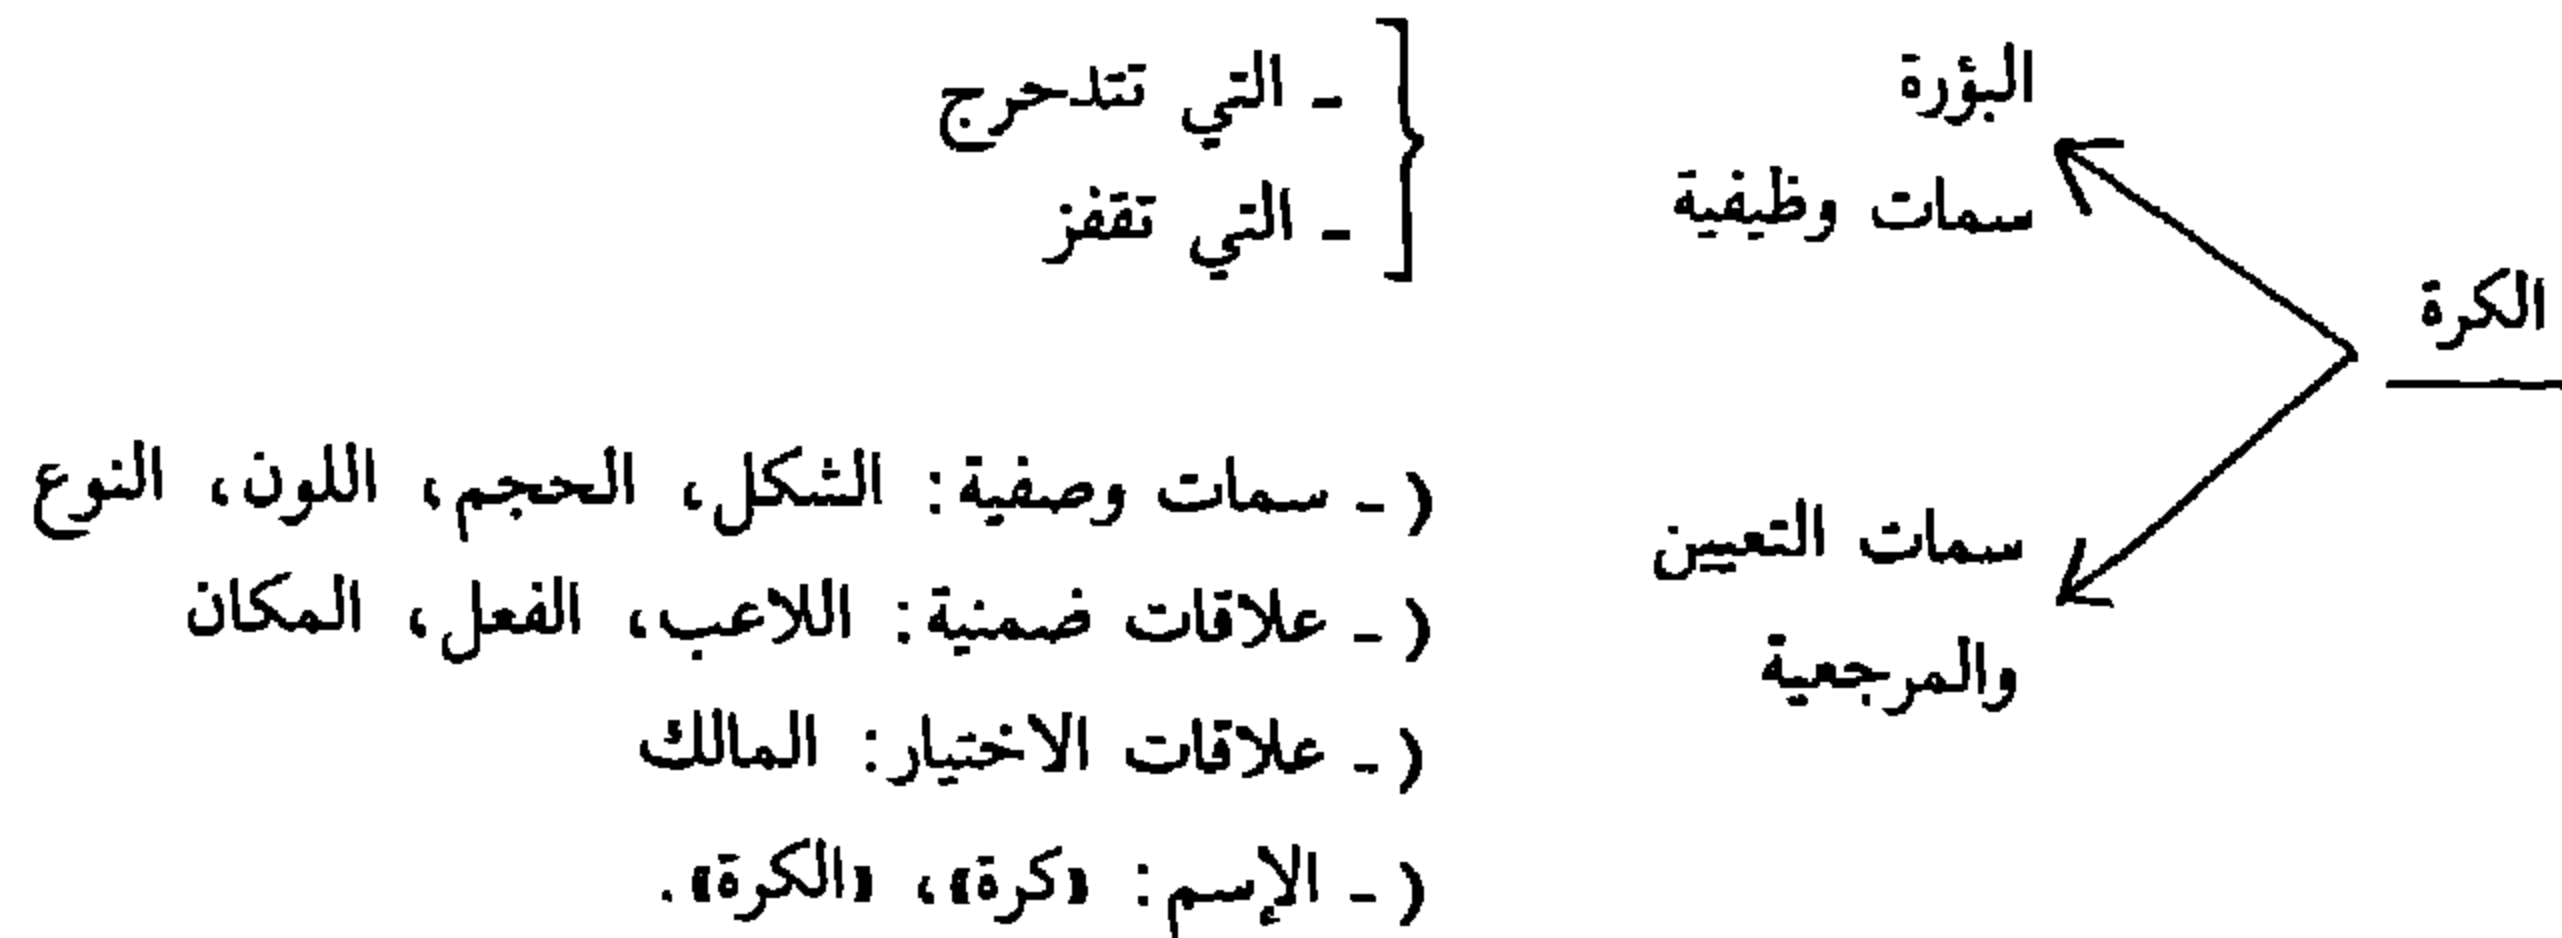 الكرة
البؤرة
سمات وظيفية
- التي تتدحرج
- التي تقفز
سمات التعيين
والمرجعية
( - سمات وصفية: الشكل، الحجم، اللون، النوع
( - علاقات ضمنية: اللاعب، الفعل، المكان
( - علاقات الاختيار: المالك
( - الإسم: «كرة»، «الكرة».